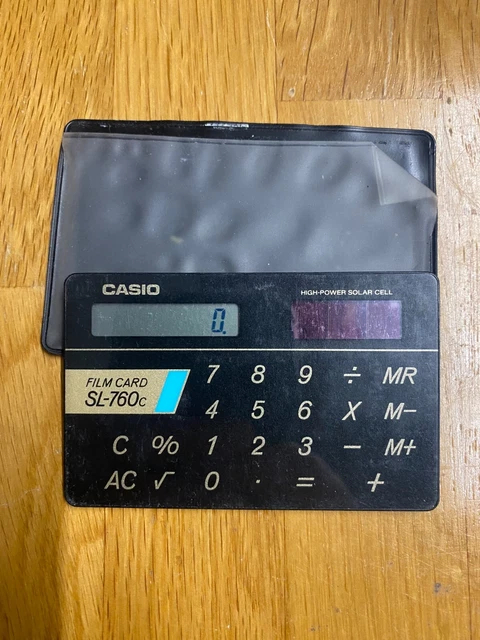 CASIO HIGH-POWER SOLAR CELL
0.
FILM CARD
SL-760c
7 8 9 ÷ MR
4 5 6 X M−
C % 1 2 3 − M+
AC √ 0 · = +